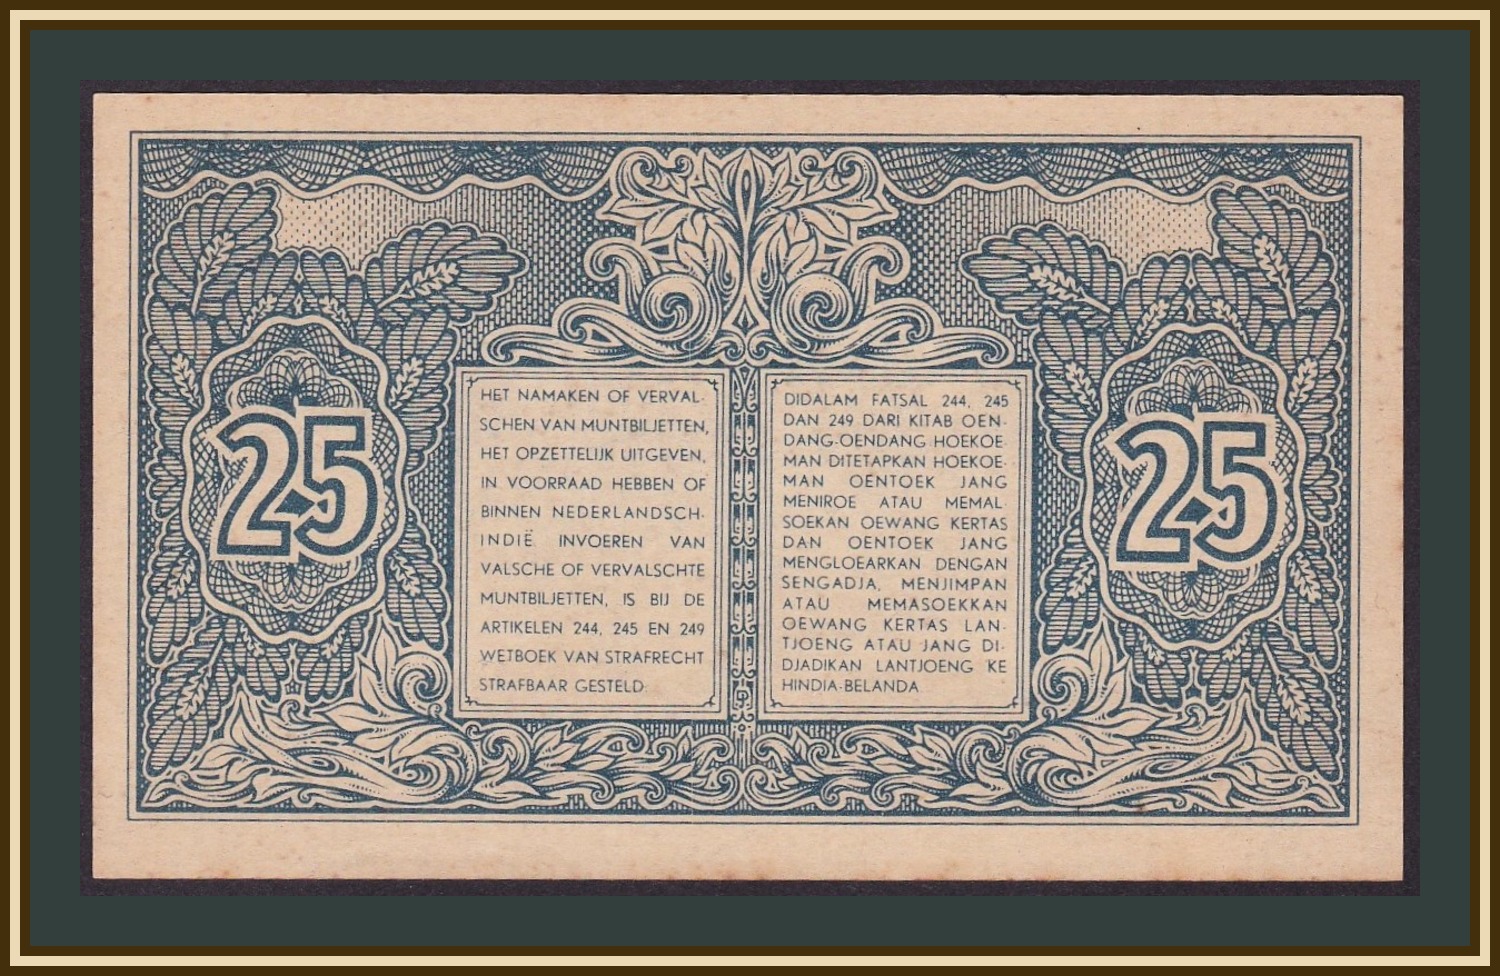 25
HET NAMAKEN OF VERVAL-
SCHEN VAN MUNTBILJETTEN,
HET OPZETTELIJK UITGEVEN,
IN VOORRAAD HEBBEN OF
BINNEN NEDERLANDSCH-
INDIË INVOEREN VAN
VALSCHE OF VERVALSCHTE
MUNTBILJETTEN, IS BIJ DE
ARTIKELEN 244, 245 EN 249
WETBOEK VAN STRAFRECHT
STRAFBAAR GESTELD.
DIDALAM FATSAL 244, 245
DAN 249 DARI KITAB OEN-
DANG-OENDANG HOEKOE
MAN DITETAPKAN HOEKOE-
MAN OENTOEK JANG
MENIROE ATAU MEMAL-
SOEKAN OEWANG KERTAS
DAN OENTOEK JANG
MENGLOEARKAN DENGAN
SENGADJA, MENJIMPAN
ATAU MEMASOEKKAN
OEWANG KERTAS LAN-
TJOENG ATAU JANG DI-
DJADIKAN LANTJOENG KE
HINDIA-BELANDA.
25